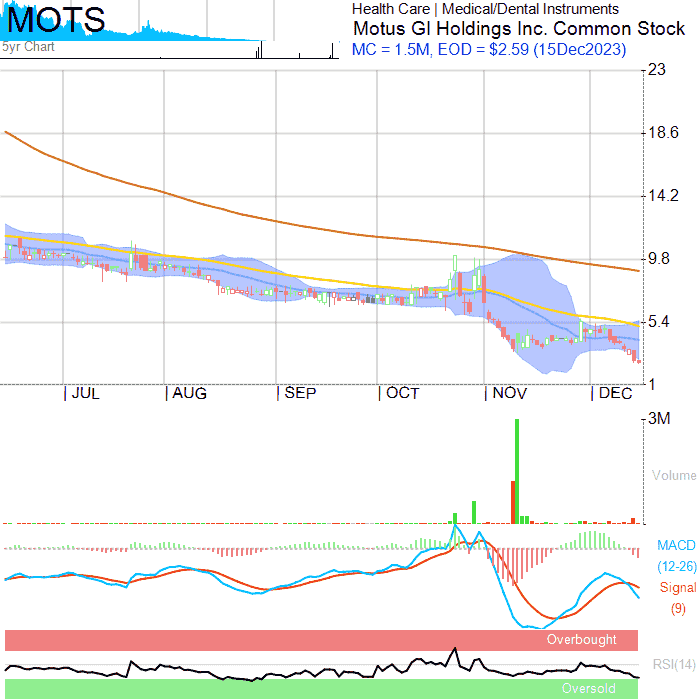 MOTS
5yr Chart
Health Care | Medical/Dental Instruments
Motus GI Holdings Inc. Common Stock
MC = 1.5M, EOD = $2.59 (15Dec2023)
23
18.6
14.2
9.8
5.4
1
JUL AUG SEP OCT NOV DEC
3M
Volume
MACD
(12-26)
Signal
(9)
Overbought
RSI(14)
Oversold